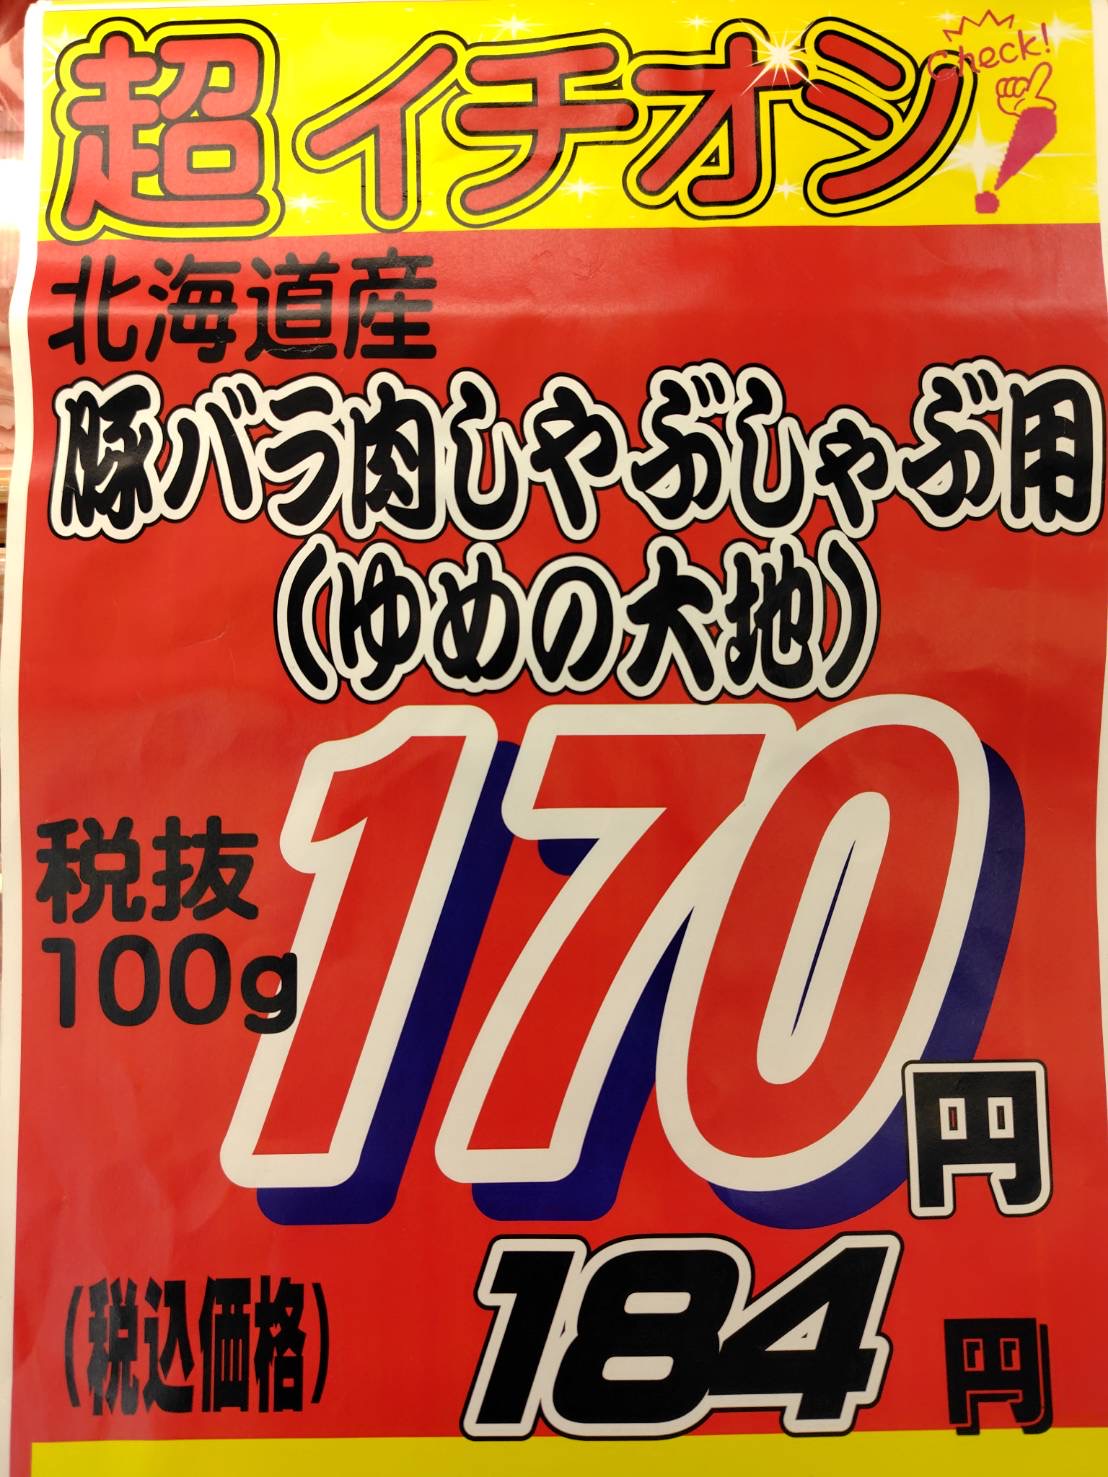 超イチオシ!
Check!
北海道産
豚バラ肉しゃぶしゃぶ用
(ゆめの大地)
税抜
100g
170円
(税込価格) 184円